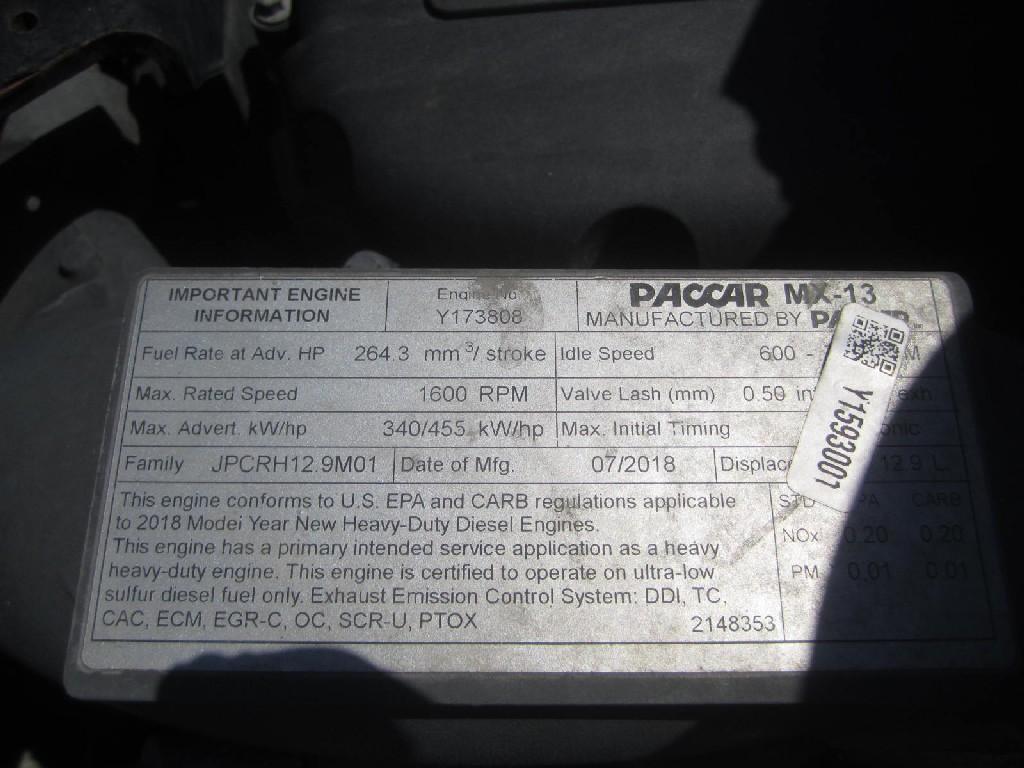 IMPORTANT ENGINE
INFORMATION
Engine No
Y173808
PACCAR MX-13
MANUFACTURED BY
Fuel Rate at Adv. HP 264.3 mm³/ stroke
Idle Speed 600 -
Max. Rated Speed 1600 RPM
Valve Lash (mm) 0.50 exh.
Max. Advert. kW/hp 340/455 kW/hp
Max. Initial Timing
Family JPCRH12.9M01
Date of Mfg. 07/2018
12.9 L
Y1593001
This engine conforms to U.S. EPA and CARB regulations applicable
to 2018 Model Year New Heavy-Duty Diesel Engines.
This engine has a primary intended service application as a heavy
heavy-duty engine. This engine is certified to operate on ultra-low
sulfur diesel fuel only. Exhaust Emission Control System: DDI, TC,
CAC, ECM, EGR-C, OC, SCR-U, PTOX
2148353
STD CARB
NOx 0.20 0.20
PM 0.01 0.01